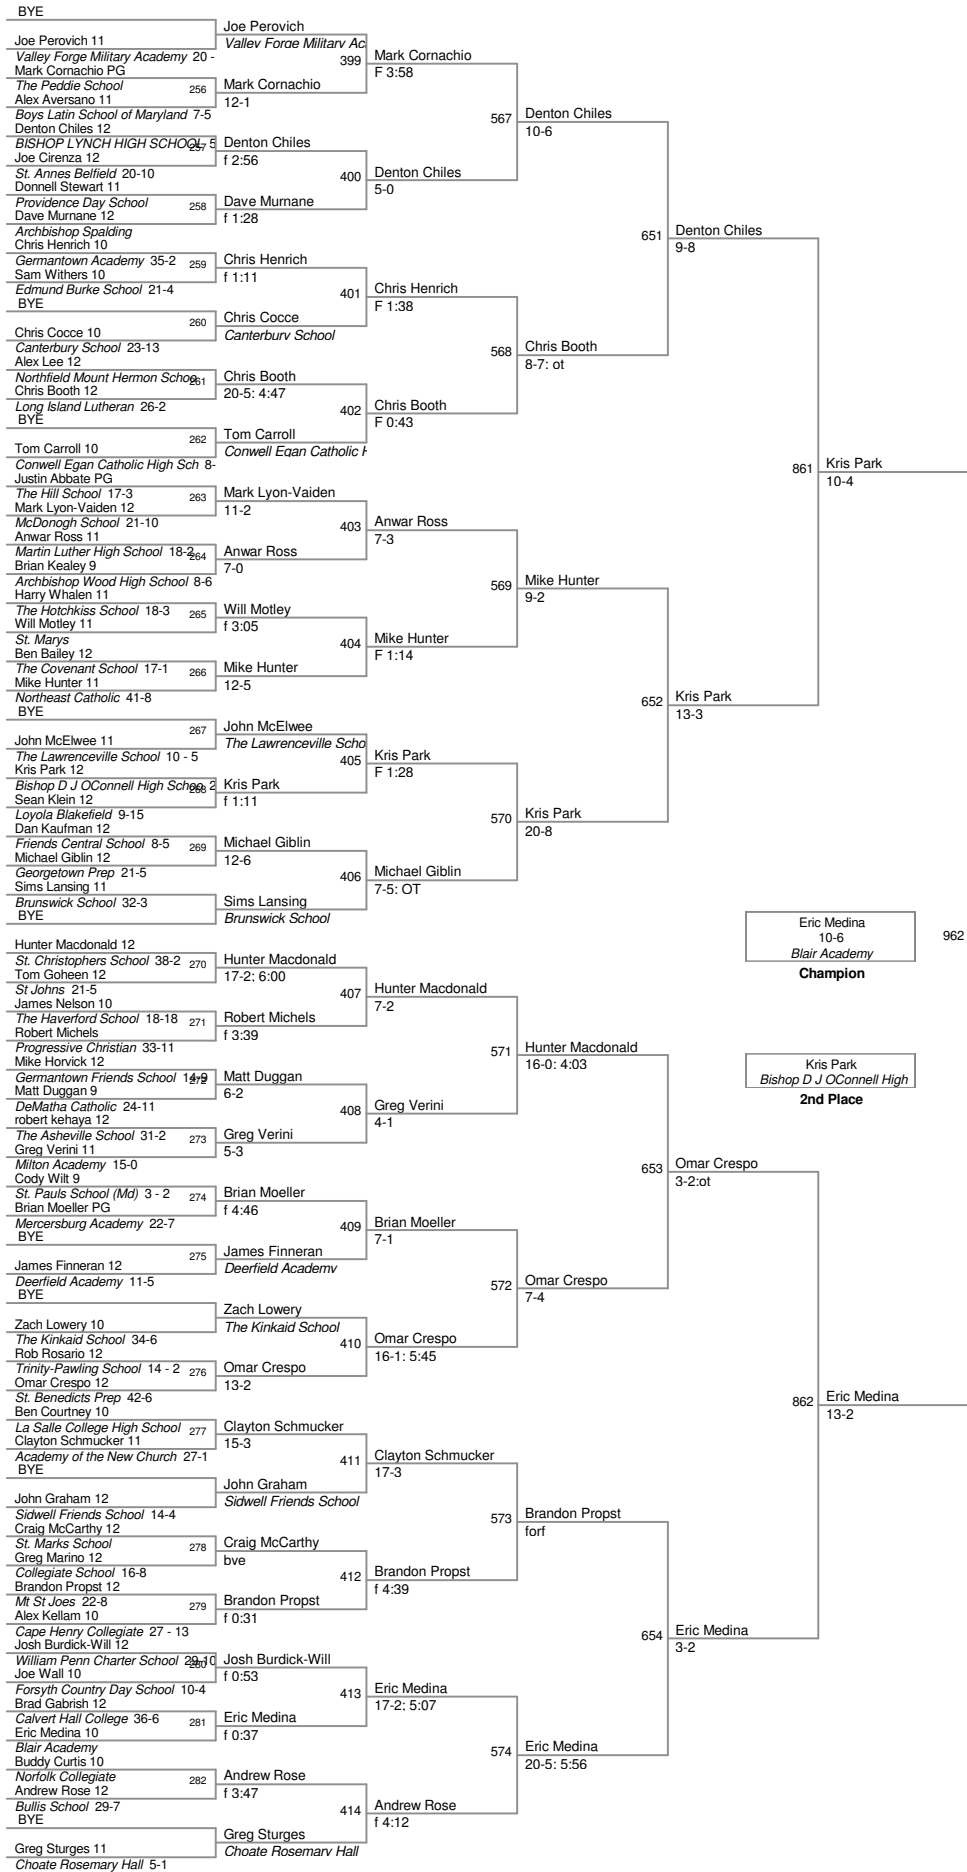 BYE
Joe Perovich 11
Valley Forge Military Academy 20 -
Mark Cornachio PG
The Peddie School
Alex Aversano 11
Boys Latin School of Maryland 7-5
Denton Chiles 12
BISHOP LYNCH HIGH SCHOOL 5
Joe Cirenza 12
St. Annes Belfield 20-10
Donnell Stewart 11
Providence Day School
Dave Murnane 12
Archbishop Spalding
Chris Henrich 10
Germantown Academy 35-2
Sam Withers 10
Edmund Burke School 21-4
BYE
Chris Cocce 10
Canterbury School 23-13
Alex Lee 12
Northfield Mount Hermon Schoo
Chris Booth 12
Long Island Lutheran 26-2
BYE
Tom Carroll 10
Conwell Egan Catholic High Sch 8-
Justin Abbate PG
The Hill School 17-3
Mark Lyon-Vaiden 12
McDonogh School 21-10
Anwar Ross 11
Martin Luther High School 18-2
Brian Kealey 9
Archbishop Wood High School 8-6
Harry Whalen 11
The Hotchkiss School 18-3
Will Motley 11
St. Marys
Ben Bailey 12
The Covenant School 17-1
Mike Hunter 11
Northeast Catholic 41-8
BYE
John McElwee 11
The Lawrenceville School 10 - 5
Kris Park 12
Bishop D J OConnell High Schoo 2
Sean Klein 12
Loyola Blakefield 9-15
Dan Kaufman 12
Friends Central School 8-5
Michael Giblin 12
Georgetown Prep 21-5
Sims Lansing 11
Brunswick School 32-3
BYE
Hunter Macdonald 12
St. Christophers School 38-2
Tom Goheen 12
St Johns 21-5
James Nelson 10
The Haverford School 18-18
Robert Michels
Progressive Christian 33-11
Mike Horvick 12
Germantown Friends School 14-9
Matt Duggan 9
DeMatha Catholic 24-11
robert kehaya 12
The Asheville School 31-2
Greg Verini 11
Milton Academy 15-0
Cody Wilt 9
St. Pauls School (Md) 3 - 2
Brian Moeller PG
Mercersburg Academy 22-7
BYE
James Finneran 12
Deerfield Academy 11-5
BYE
Zach Lowery 10
The Kinkaid School 34-6
Rob Rosario 12
Trinity-Pawling School 14 - 2
Omar Crespo 12
St. Benedicts Prep 42-6
Ben Courtney 10
La Salle College High School
Clayton Schmucker 11
Academy of the New Church 27-1
BYE
John Graham 12
Sidwell Friends School 14-4
Craig McCarthy 12
St. Marks School
Greg Marino 12
Collegiate School 16-8
Brandon Propst 12
Mt St Joes 22-8
Alex Kellam 10
Cape Henry Collegiate 27 - 13
Josh Burdick-Will 12
William Penn Charter School 29-10
Joe Wall 10
Forsyth Country Day School 10-4
Brad Gabrish 12
Calvert Hall College 36-6
Eric Medina 10
Blair Academy
Buddy Curtis 10
Norfolk Collegiate
Andrew Rose 12
Bullis School 29-7
BYE
Greg Sturges 11
Choate Rosemary Hall 5-1
Joe Perovich
Valley Forge Military Ac
256
Mark Cornachio
12-1
257
Denton Chiles
f 2:56
258
Dave Murnane
f 1:28
259
Chris Henrich
f 1:11
260
Chris Cocce
Canterbury School
261
Chris Booth
20-5: 4:47
262
Tom Carroll
Conwell Egan Catholic H
263
Mark Lyon-Vaiden
11-2
264
Anwar Ross
7-0
265
Will Motley
f 3:05
266
Mike Hunter
12-5
267
John McElwee
The Lawrenceville Scho
268
Kris Park
f 1:11
269
Michael Giblin
12-6
Sims Lansing
Brunswick School
270
Hunter Macdonald
17-2; 6:00
271
Robert Michels
f 3:39
272
Matt Duggan
6-2
273
Greg Verini
5-3
274
Brian Moeller
f 4:46
275
James Finneran
Deerfield Academy
Zach Lowery
The Kinkaid School
276
Omar Crespo
13-2
277
Clayton Schmucker
15-3
John Graham
Sidwell Friends School
278
Craig McCarthy
bye
279
Brandon Propst
f 0:31
280
Josh Burdick-Will
f 0:53
281
Eric Medina
f 0:37
282
Andrew Rose
f 3:47
Greg Sturges
Choate Rosemary Hall
399
Mark Cornachio
F 3:58
400
Denton Chiles
5-0
401
Chris Henrich
F 1:38
402
Chris Booth
F 0:43
403
Anwar Ross
7-3
404
Mike Hunter
F 1:14
405
Kris Park
F 1:28
406
Michael Giblin
7-5: OT
407
Hunter Macdonald
7-2
408
Greg Verini
4-1
409
Brian Moeller
7-1
410
Omar Crespo
16-1: 5:45
411
Clayton Schmucker
17-3
412
Brandon Propst
f 4:39
413
Eric Medina
17-2; 5:07
414
Andrew Rose
f 4:12
567
Denton Chiles
10-6
568
Chris Booth
8-7: ot
569
Mike Hunter
9-2
570
Kris Park
20-8
571
Hunter Macdonald
16-0: 4:03
572
Omar Crespo
7-4
573
Brandon Propst
forf
574
Eric Medina
20-5: 5:56
651
Denton Chiles
9-8
652
Kris Park
13-3
653
Omar Crespo
3-2:ot
654
Eric Medina
3-2
861
Kris Park
10-4
862
Eric Medina
13-2
Eric Medina
10-6
Blair Academy
Champion
962
Kris Park
Bishop D J OConnell High
2nd Place